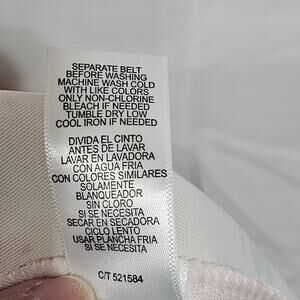 SEPARATE BELT
BEFORE WASHING
MACHINE WASH COLD
WITH LIKE COLORS
ONLY NON-CHLORINE
BLEACH IF NEEDED
TUMBLE DRY LOW
COOL IRON IF NEEDED
DIVIDA EL CINTO
ANTES DE LAVAR
LAVAR EN LAVADORA
CON AGUA FRIA
CON COLORES SIMILARES
SOLAMENTE
BLANQUEADOR
SIN CLORO
SI SE NECESITA
SECAR EN SECADORA
CICLO LENTO
USAR PLANCHA FRIA
SI SE NECESITA
C/T 521584